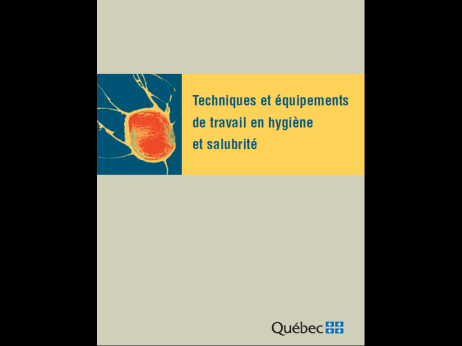 Techniques et équipements
de travail en hygiène
et salubrité
Québec